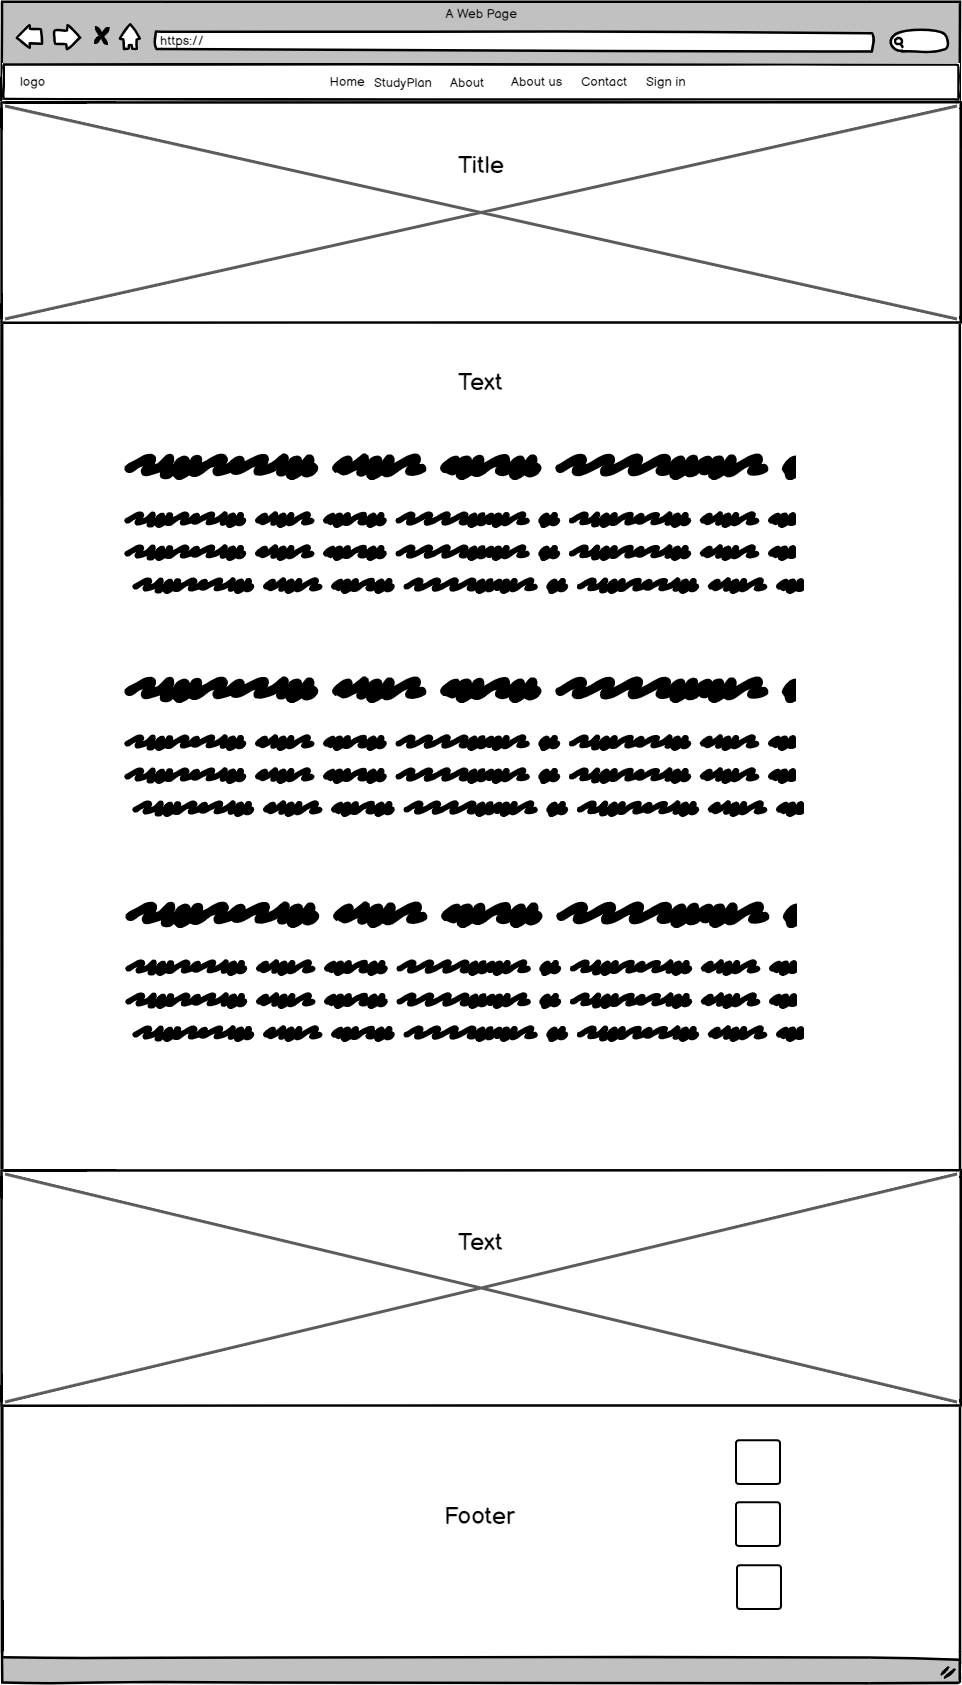 A Web Page
https://
logo Home StudyPlan About About us Contact Sign in
Title
Text
Text
Footer